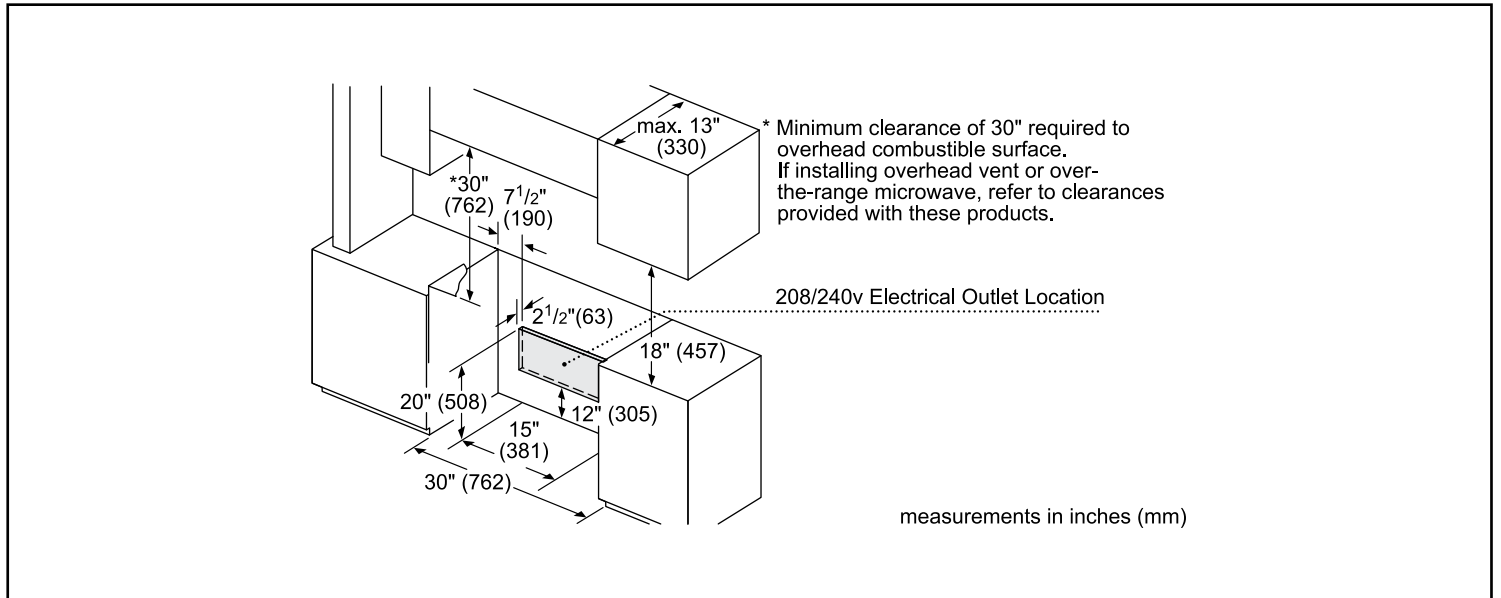 max. 13"
(330)
* Minimum clearance of 30" required to
overhead combustible surface.
If installing overhead vent or over-
the-range microwave, refer to clearances
provided with these products.
*30"
(762)
7 1/2"
(190)
208/240v Electrical Outlet Location
2 1/2"(63)
18" (457)
20" (508)
12" (305)
15"
(381)
30" (762)
measurements in inches (mm)